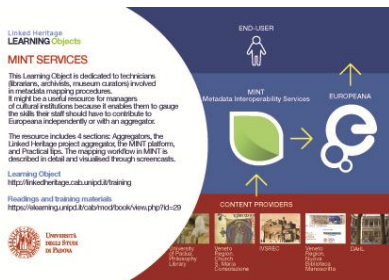 Linked Heritage
LEARNING Objects
MINT SERVICES
This Learning Object is dedicated to technicians
(librarians, archivists, museum curators) involved
in metadata mapping procedures.
It might be a useful resource for managers
of cultural institutions because it enables them to gauge
the skills their staff should have to contribute to
Europeana independently or with an aggregator.
The resource includes 4 sections: Aggregators, the
Linked Heritage project aggregator, the MINT platform,
and Practical tips. The mapping workflow in MINT is
described in detail and visualised through screencasts.
Learning Object
http://linkedheritage.cab.unipd.it/training
Readings and training materials
https://elearning.unipd.it/cab/mod/book/view.php?id=29
UNIVERSITÀ
DEGLI STUDI
DI PADOVA
END-USER
MINT
Metadata Interoperability Services
EUROPEANA
CONTENT PROVIDERS
University
of Padua,
Philosophy
Library
Veneto
Region,
Church
S. Maria
Consolazione
Veneto
Region,
Nuova
Biblioteca
Manoscritta